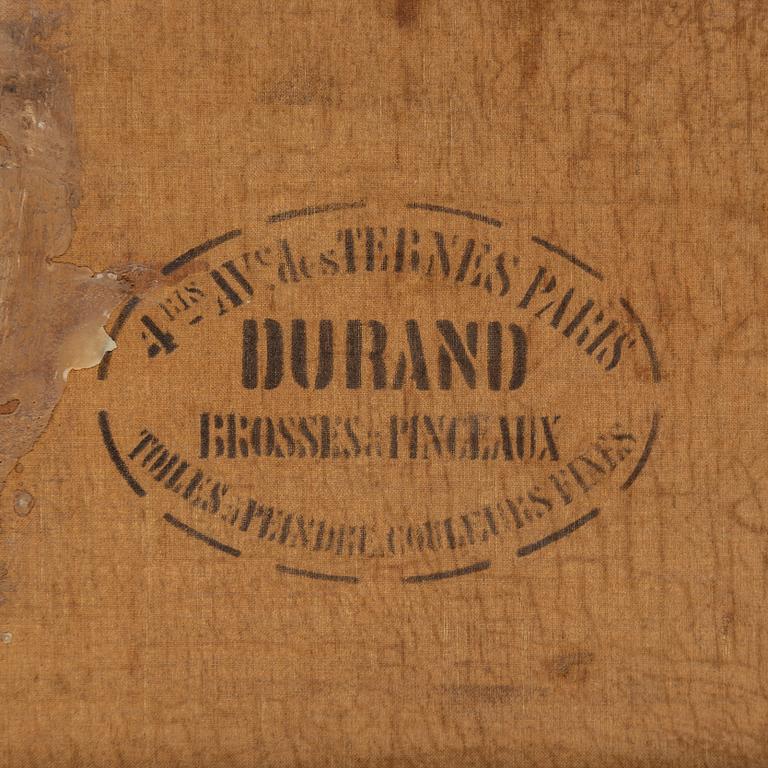 4 BIS AVᵉ des TERNES PARIS
DURAND
BROSSES & PINCEAUX
TOILES à PEINDRE, COULEURS FINES